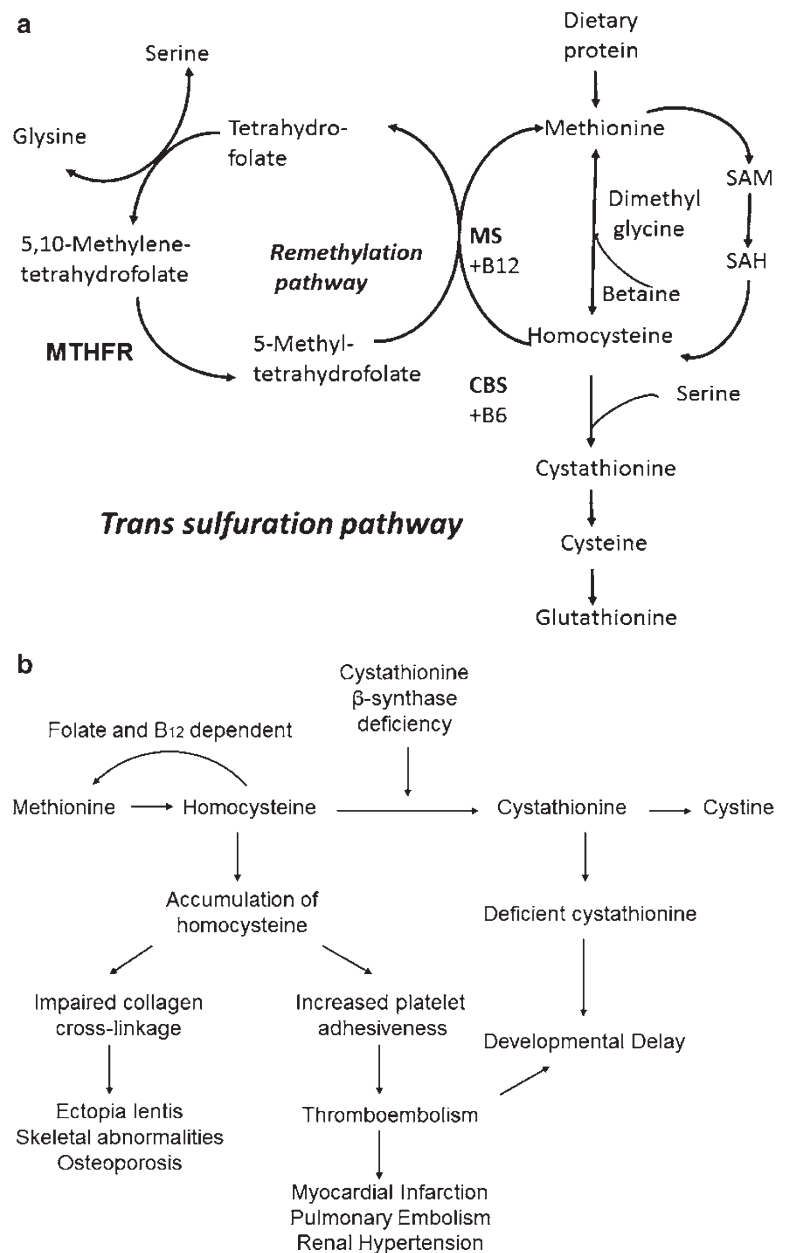 a
Dietary
protein
Serine
Glysine
Tetrahydro-
folate
Methionine
SAM
Dimethyl
glycine
5,10-Methylene-
tetrahydrofolate
Remethylation
pathway
MS
+B12
SAH
Betaine
MTHFR
5-Methyl-
tetrahydrofolate
Homocysteine
CBS
+B6
Serine
Cystathionine
Trans sulfuration pathway
Cysteine
Glutathionine
b
Cystathionine
β-synthase
deficiency
Folate and B12 dependent
Methionine
Homocysteine
Cystathionine
Cystine
Accumulation of
homocysteine
Deficient cystathionine
Impaired collagen
cross-linkage
Increased platelet
adhesiveness
Developmental Delay
Ectopia lentis
Skeletal abnormalities
Osteoporosis
Thromboembolism
Myocardial Infarction
Pulmonary Embolism
Renal Hypertension